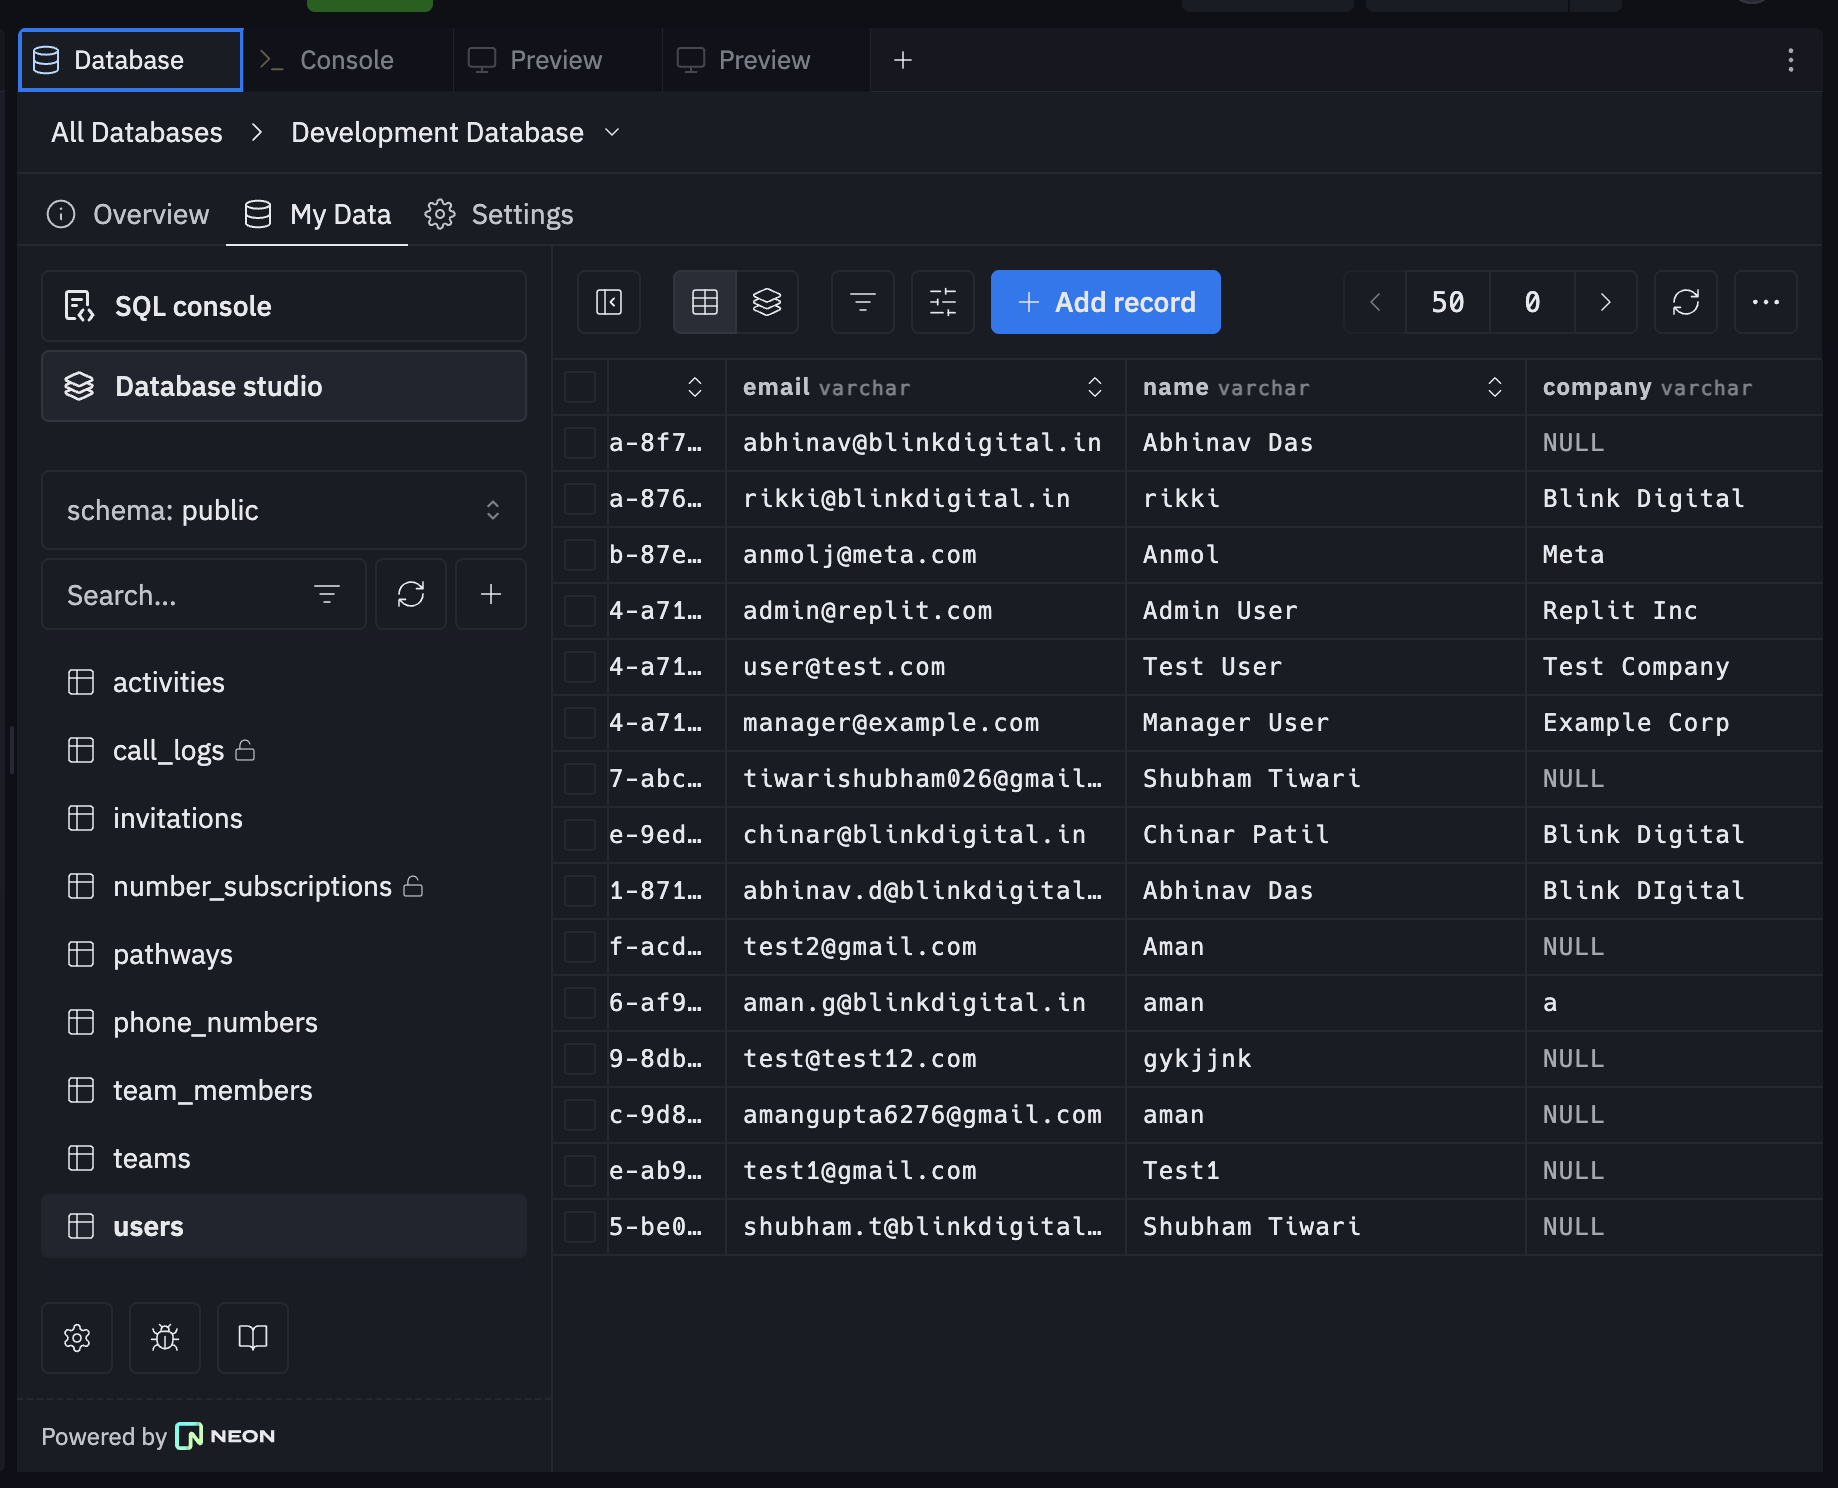 Database
Console
Preview
Preview
All Databases > Development Database
Overview
My Data
Settings
SQL console
Database studio
schema: public
Search...
activities
call_logs
invitations
number_subscriptions
pathways
phone_numbers
team_members
teams
users
Powered by NEON
+ Add record
50
0
email varchar name varchar company varchar
a-8f7… abhinav@blinkdigital.in Abhinav Das NULL
a-876… rikki@blinkdigital.in rikki Blink Digital
b-87e… anmolj@meta.com Anmol Meta
4-a71… admin@replit.com Admin User Replit Inc
4-a71… user@test.com Test User Test Company
4-a71… manager@example.com Manager User Example Corp
7-abc… tiwarishubham026@gmail… Shubham Tiwari NULL
e-9ed… chinar@blinkdigital.in Chinar Patil Blink Digital
1-871… abhinav.d@blinkdigital… Abhinav Das Blink DIgital
f-acd… test2@gmail.com Aman NULL
6-af9… aman.g@blinkdigital.in aman a
9-8db… test@test12.com gykjjnk NULL
c-9d8… amangupta6276@gmail.com aman NULL
e-ab9… test1@gmail.com Test1 NULL
5-be0… shubham.t@blinkdigital… Shubham Tiwari NULL